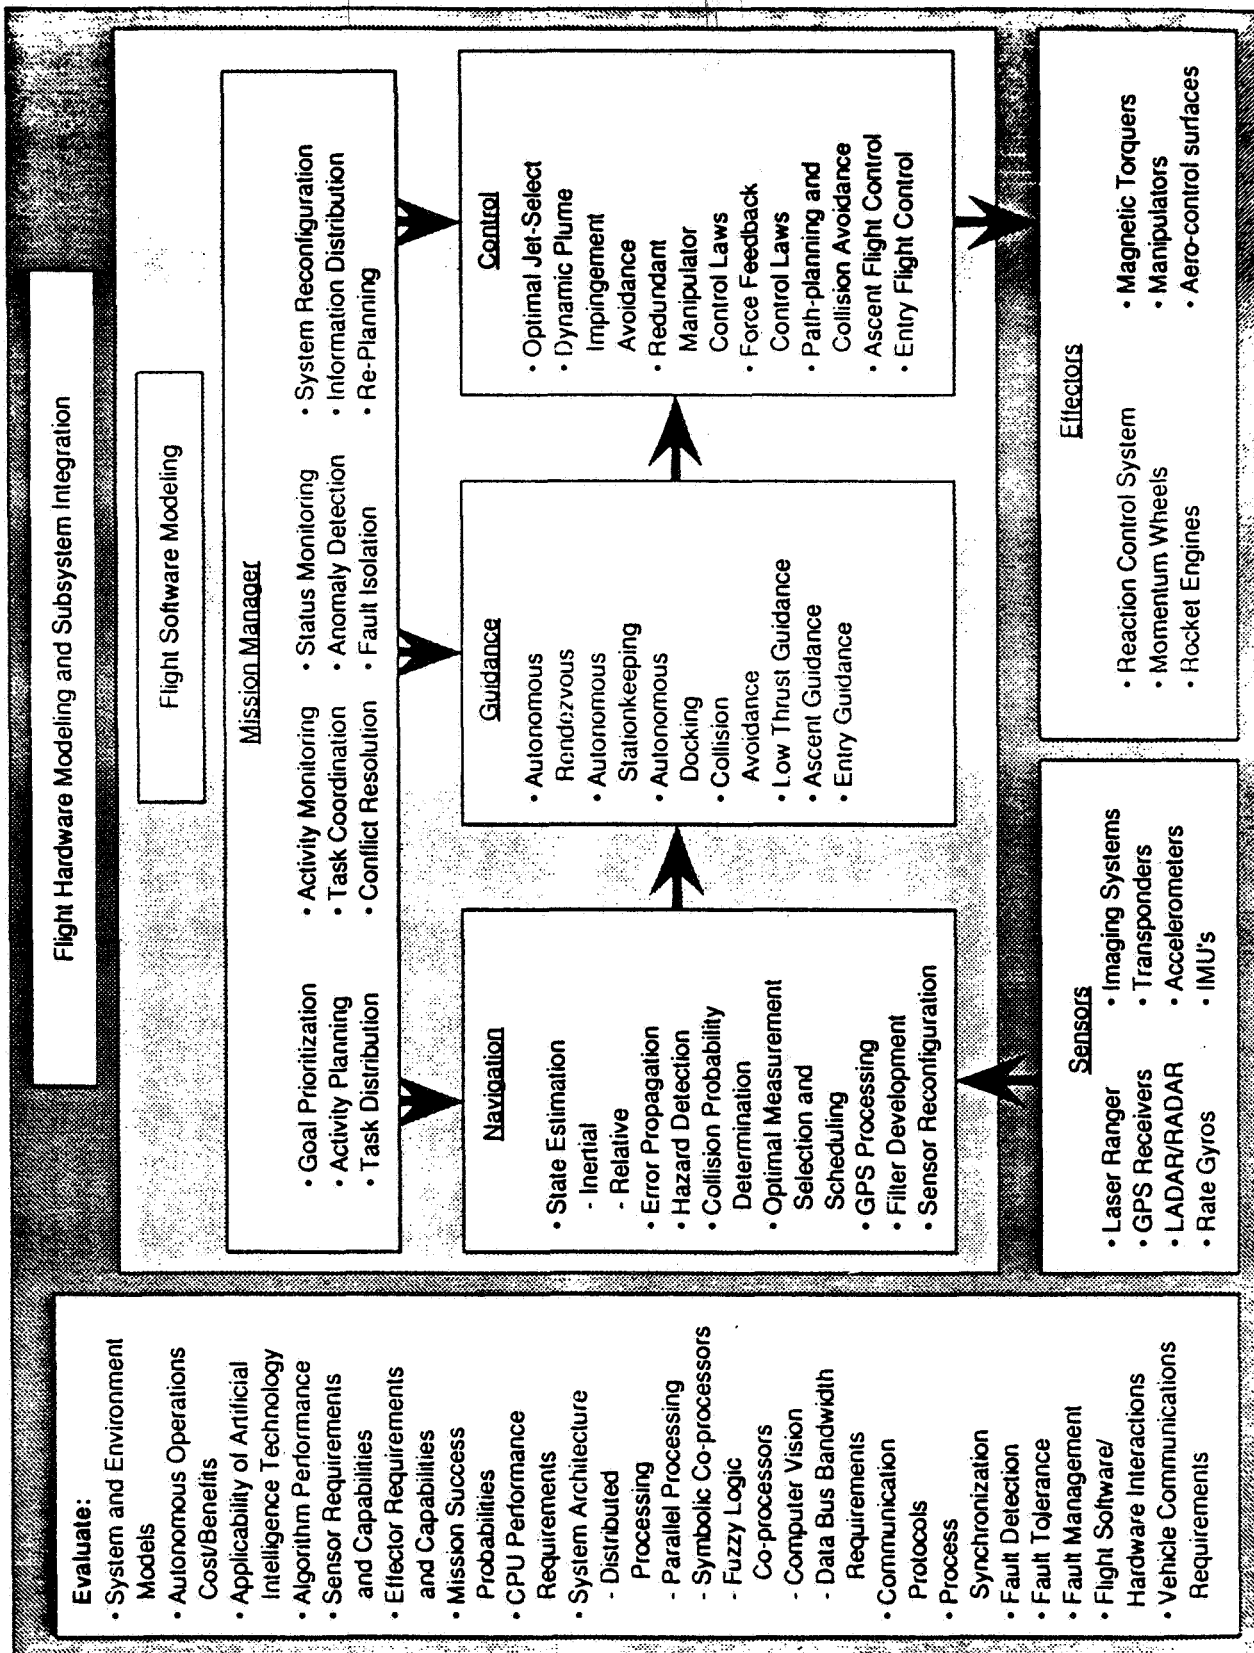 Flight Hardware Modeling and Subsystem Integration
Evaluate:
• System and Environment
Models
• Autonomous Operations
Cost/Benefits
• Applicability of Artificial
Intelligence Technology
• Algorithm Performance
• Sensor Requirements
and Capabilities
• Effector Requirements
and Capabilities
• Mission Success
Probabilities
• CPU Performance
Requirements
• System Architecture
- Distributed
Processing
- Parallel Processing
- Symbolic Co-processors
- Fuzzy Logic
Co-processors
- Computer Vision
- Data Bus Bandwidth
Requirements
• Communication
Protocols
• Process
Synchronization
• Fault Detection
• Fault Tolerance
• Fault Management
• Flight Software/
Hardware Interactions
• Vehicle Communications
Requirements
Flight Software Modeling
Mission Manager
• Goal Prioritization
• Activity Planning
• Task Distribution
• Activity Monitoring
• Task Coordination
• Conflict Resolution
• Status Monitoring
• Anomaly Detection
• Fault Isolation
• System Reconfiguration
• Information Distribution
• Re-Planning
Navigation
• State Estimation
- Inertial
- Relative
• Error Propagation
• Hazard Detection
• Collision Probability
Determination
• Optimal Measurement
Selection and
Scheduling
• GPS Processing
• Filter Development
• Sensor Reconfiguration
Guidance
• Autonomous
Rendezvous
• Autonomous
Stationkeeping
• Autonomous
Docking
• Collision
Avoidance
• Low Thrust Guidance
• Ascent Guidance
• Entry Guidance
Control
• Optimal Jet-Select
• Dynamic Plume
Impingement
Avoidance
• Redundant
Manipulator
Control Laws
• Force Feedback
Control Laws
• Path-planning and
Collision Avoidance
• Ascent Flight Control
• Entry Flight Control
Sensors
• Laser Ranger
• GPS Receivers
• LADAR/RADAR
• Rate Gyros
• Imaging Systems
• Transponders
• Accelerometers
• IMU's
Effectors
• Reaction Control System
• Momentum Wheels
• Rocket Engines
• Magnetic Torquers
• Manipulators
• Aero-control surfaces